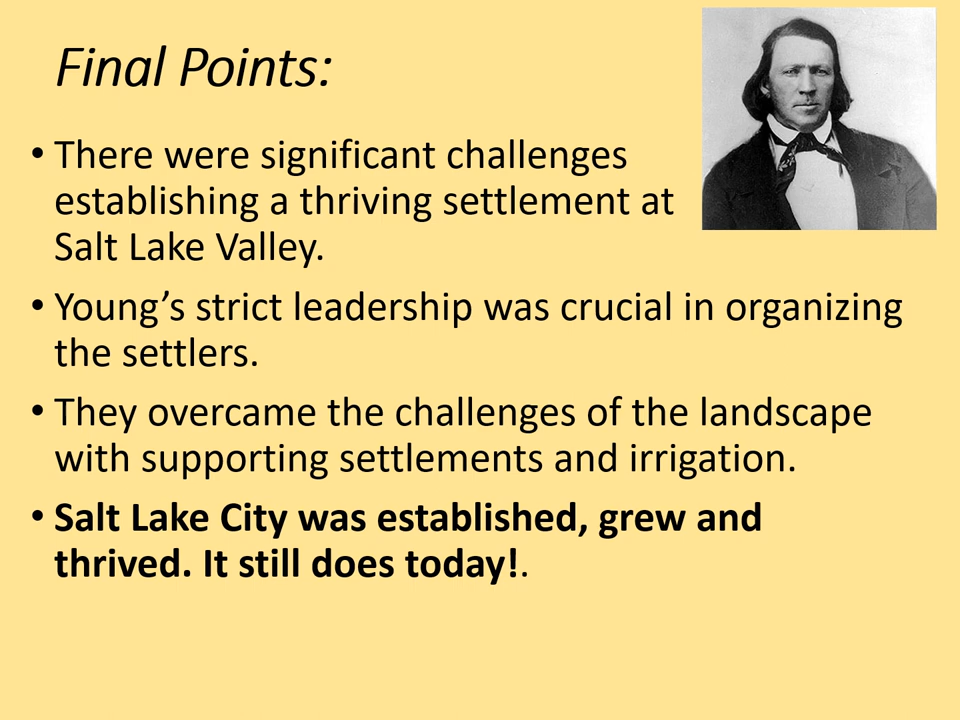 Final Points:
• There were significant challenges
establishing a thriving settlement at
Salt Lake Valley.
• Young’s strict leadership was crucial in organizing
the settlers.
• They overcame the challenges of the landscape
with supporting settlements and irrigation.
• Salt Lake City was established, grew and
thrived. It still does today!.